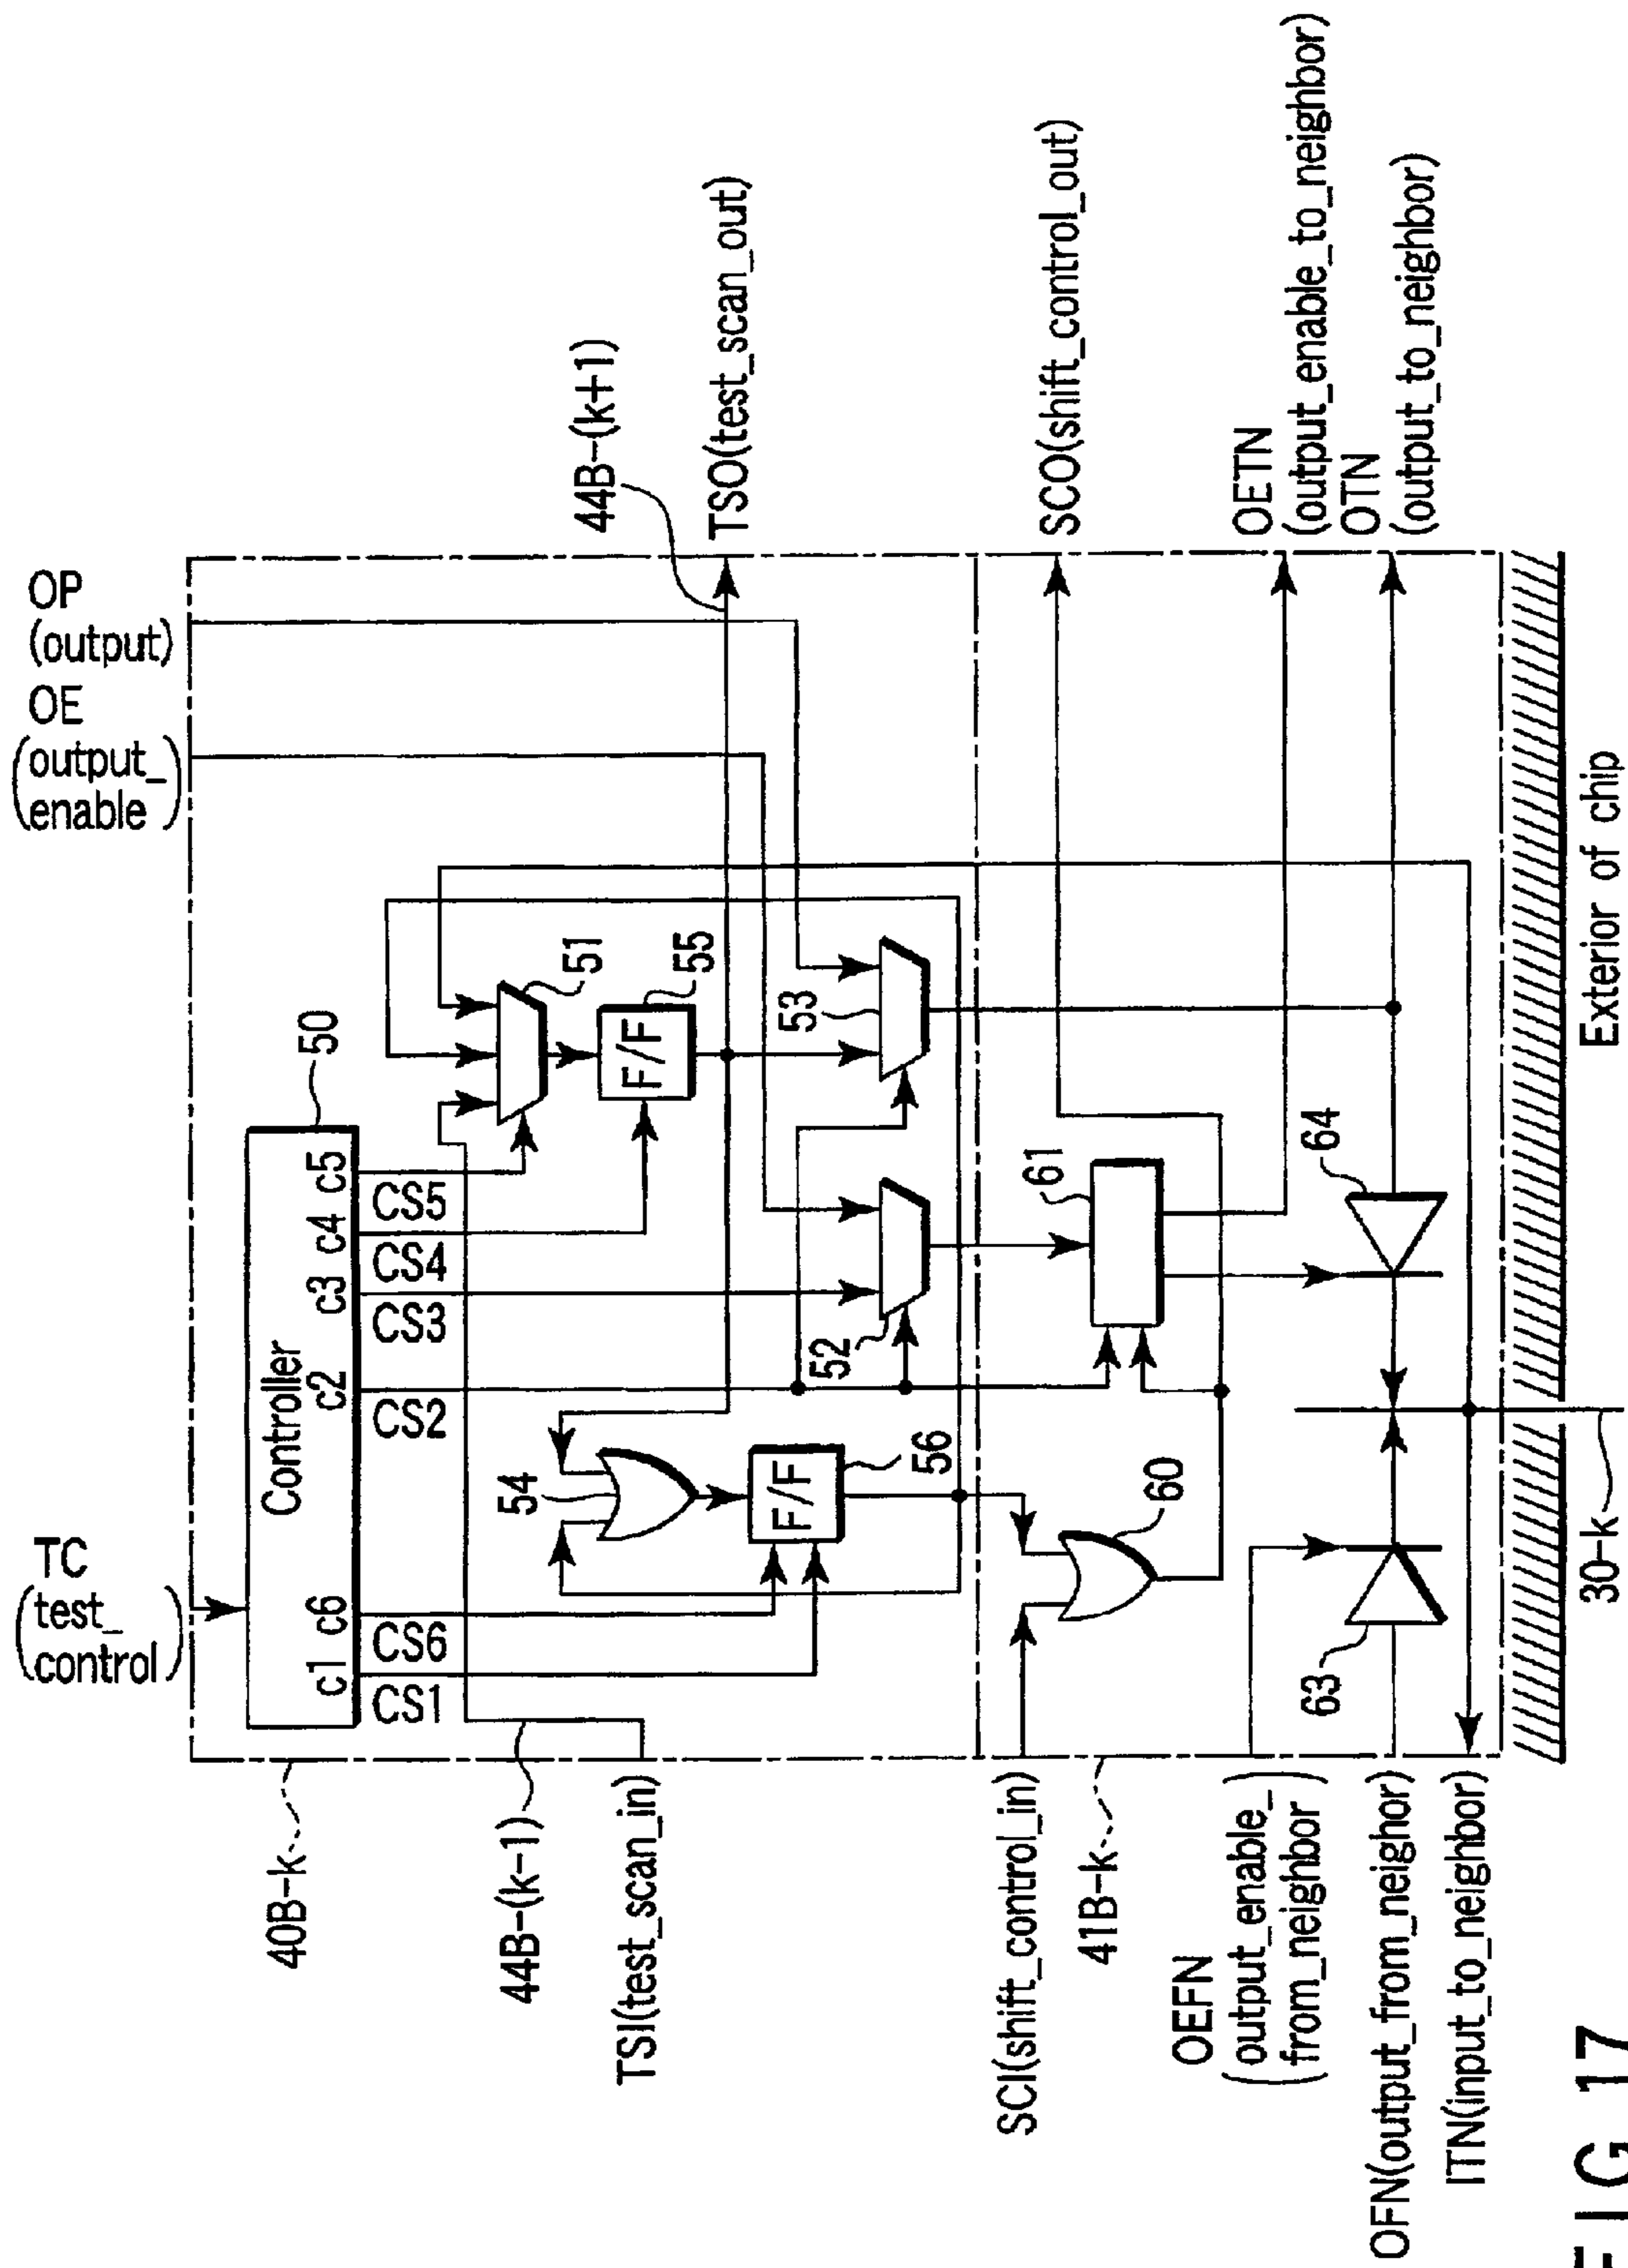 TC
(test_
control)
OE
(output_
enable)
OP
(output)
Controller
50
c1
c6
c2
c3
c4
c5
CS1
CS6
CS2
CS3
CS4
CS5
40B-k
44B-(k-1)
TSI(test_scan_in)
54
F/F
56
51
F/F
55
52
53
44B-(k+1)
TSO(test_scan_out)
SCI(shift_control_in)
41B-k
60
61
SCO(shift_control_out)
OEFN
(output_enable_
from_neighbor)
OETN
(output_enable_to_neighbor)
OTN
(output_to_neighbor)
63
64
OFN(output_from_neighor)
ITN(input_to_neighbor)
30-k
Exterior of chip
FIG. 17